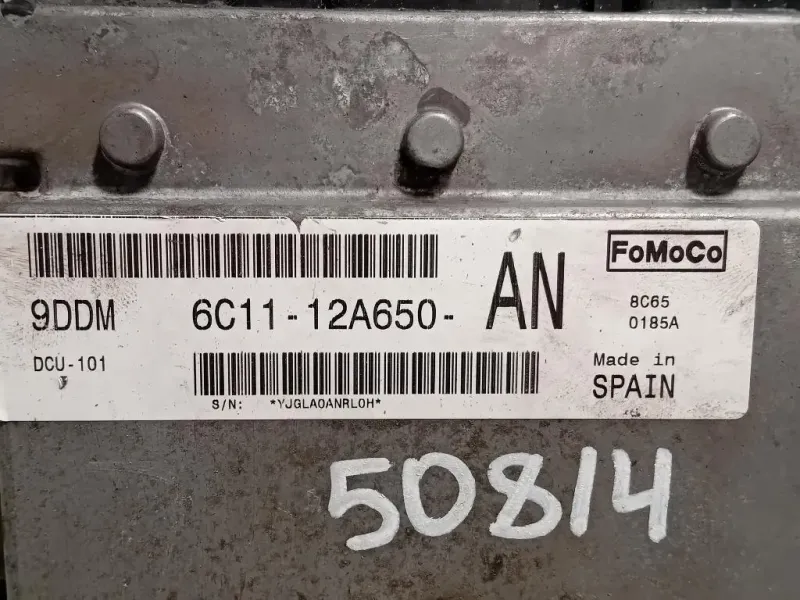 FoMoCo
9DDM 6C11-12A650- AN
8C65
0185A
DCU-101
Made in
SPAIN
S/N: *YJGLA0ANRL0H*
50814